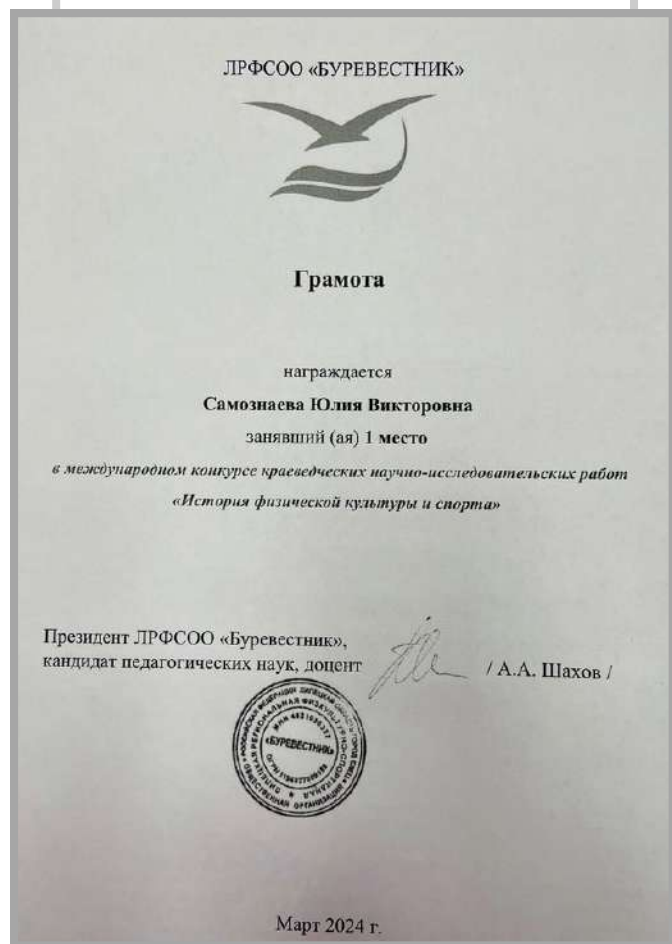 ЛРФСОО «БУРЕВЕСТНИК»
Грамота
награждается
Самознаева Юлия Викторовна
занявший (ая) 1 место
в международном конкурсе краеведческих научно-исследовательских работ
«История физической культуры и спорта»
Президент ЛРФСОО «Буревестник»,
кандидат педагогических наук, доцент
/ А.А. Шахов /
«БУРЕВЕСТНИК»
Март 2024 г.